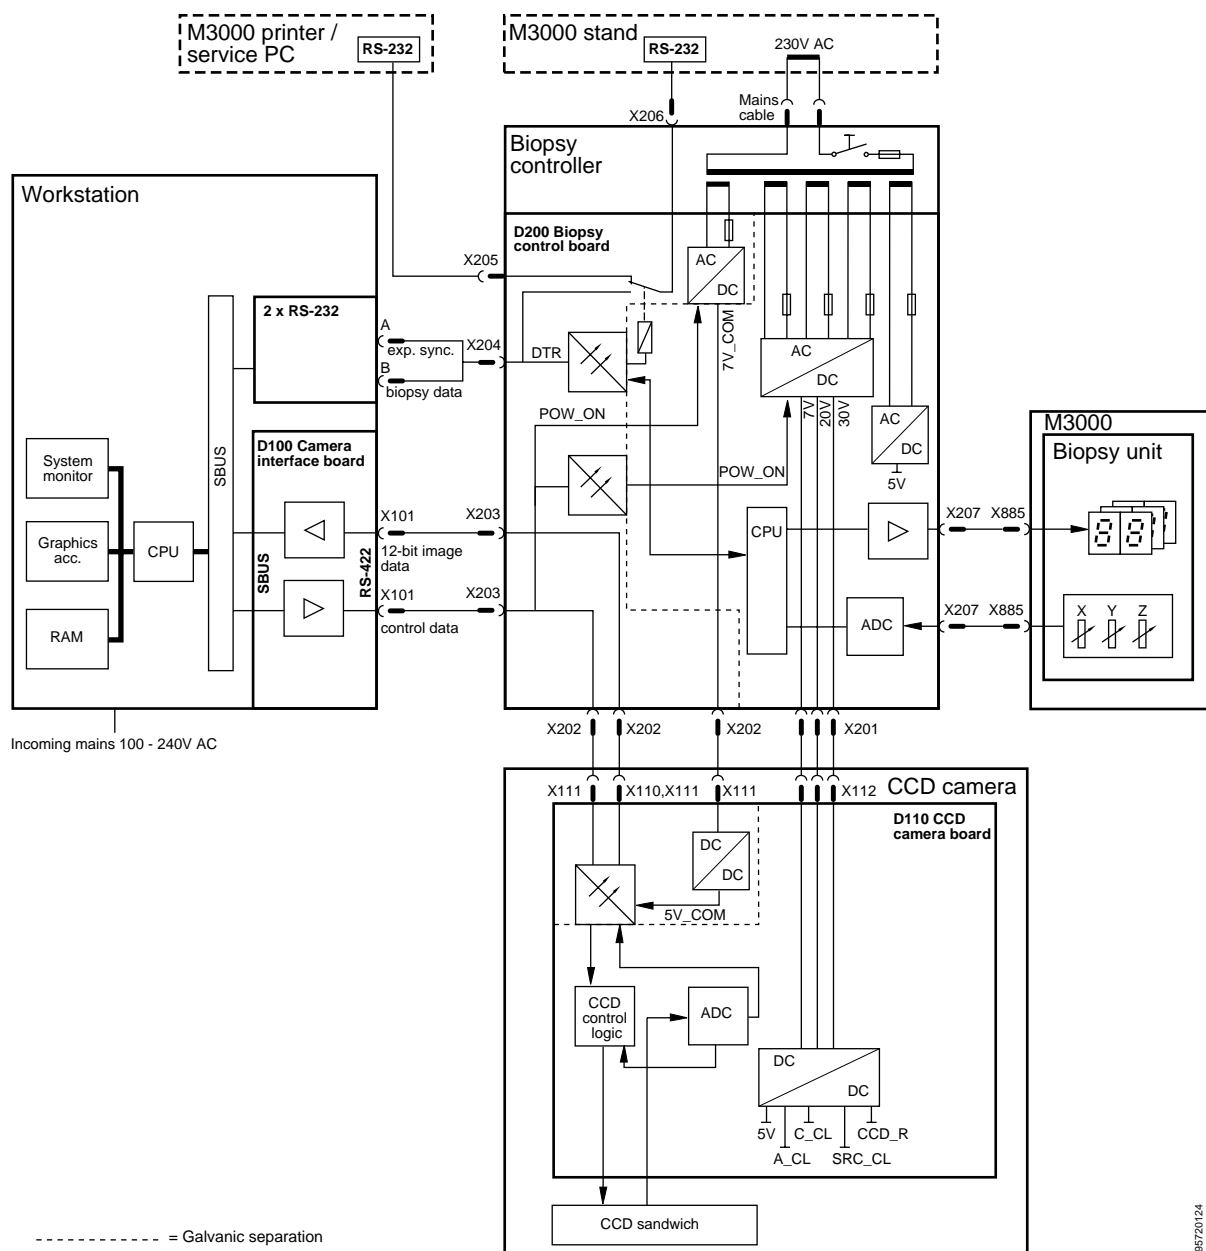 M3000 printer /
service PC
RS-232
M3000 stand
RS-232
230V AC
Mains
cable
X206
Biopsy
controller
Workstation
D200 Biopsy
control board
X205
AC
DC
2 x RS-232
A
exp. sync.
X204
DTR
7V_COM
B
biopsy data
AC
DC
POW_ON
7V
20V
30V
AC
DC
5V
M3000
Biopsy unit
D100 Camera
interface board
SBUS
System
monitor
POW_ON
X101
X203
X207
X885
8 8
Graphics
acc.
CPU
12-bit image
data
CPU
SBUS
RS-422
X101
X203
X207
X885
X Y Z
RAM
control data
ADC
X202
X202
X202
X201
Incoming mains 100 - 240V AC
CCD camera
X111
X110,X111
X111
X112
D110 CCD
camera board
DC
DC
5V_COM
CCD
control
logic
ADC
DC
DC
5V
C_CL
CCD_R
A_CL
SRC_CL
CCD sandwich
= Galvanic separation
95720124